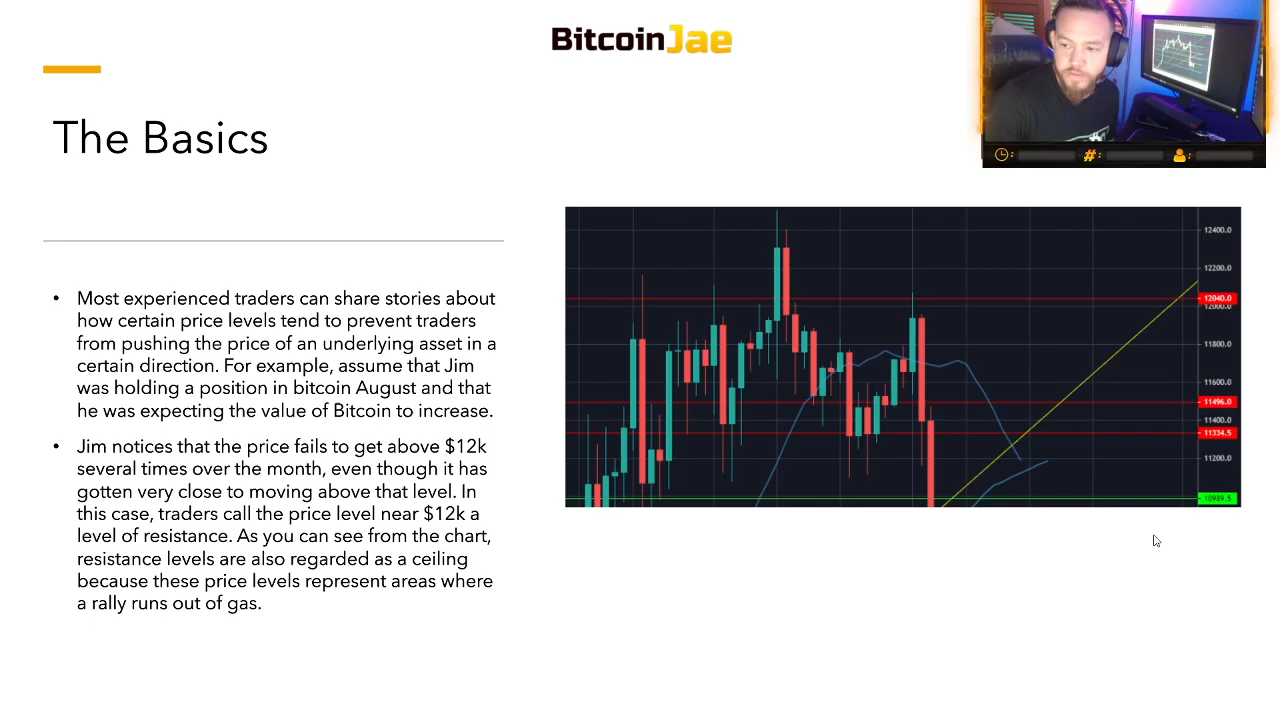 BitcoinJae
The Basics
• Most experienced traders can share stories about
how certain price levels tend to prevent traders
from pushing the price of an underlying asset in a
certain direction. For example, assume that Jim
was holding a position in bitcoin August and that
he was expecting the value of Bitcoin to increase.
• Jim notices that the price fails to get above $12k
several times over the month, even though it has
gotten very close to moving above that level. In
this case, traders call the price level near $12k a
level of resistance. As you can see from the chart,
resistance levels are also regarded as a ceiling
because these price levels represent areas where
a rally runs out of gas.
:
#:
:
12400.0
12200.0
12040.0
12000.0
11800.0
11600.0
11496.0
11400.0
11334.5
11200.0
10989.5